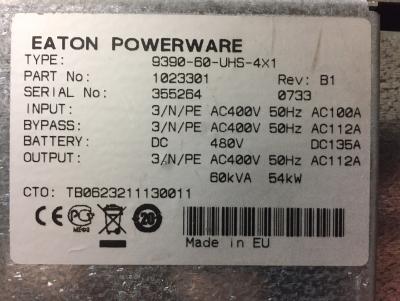 EATON POWERWARE
TYPE: 9390-60-UHS-4X1
PART No: 1023301 Rev: B1
SERIAL No: 355264 0733
INPUT: 3/N/PE AC400V 50Hz AC100A
BYPASS: 3/N/PE AC400V 50Hz AC112A
BATTERY: DC 480V DC135A
OUTPUT: 3/N/PE AC400V 50Hz AC112A
60kVA 54kW
CTO: TB0623211130011
CE
20
Made in EU